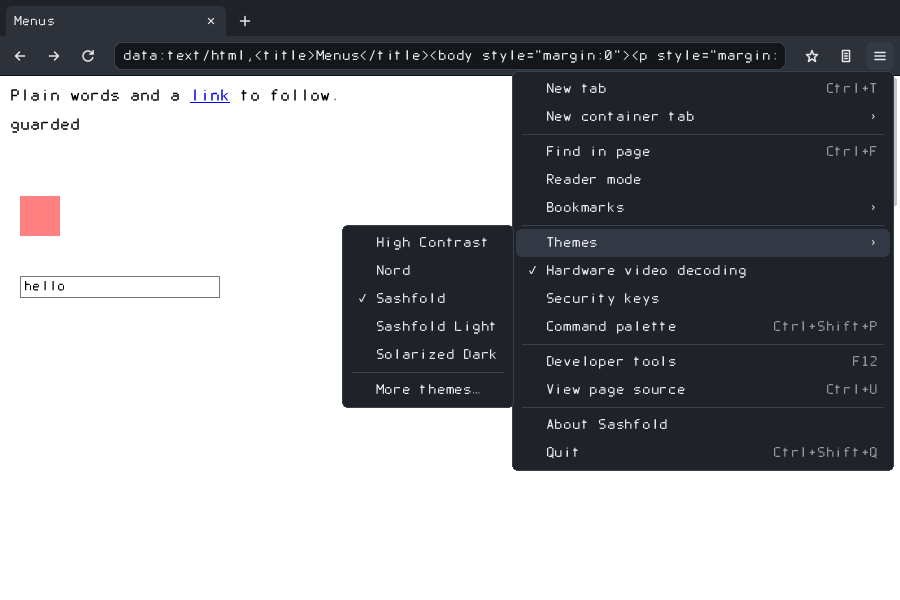 Menus
data:text/html,<title>Menus</title><body style="margin:0"><p style="margin:
Plain words and a link to follow.
guarded
hello
New tab Ctrl+T
New container tab
Find in page Ctrl+F
Reader mode
Bookmarks
Themes
✓ Hardware video decoding
Security keys
Command palette Ctrl+Shift+P
Developer tools F12
View page source Ctrl+U
About Sashfold
Quit Ctrl+Shift+Q
High Contrast
Nord
✓ Sashfold
Sashfold Light
Solarized Dark
More themes…